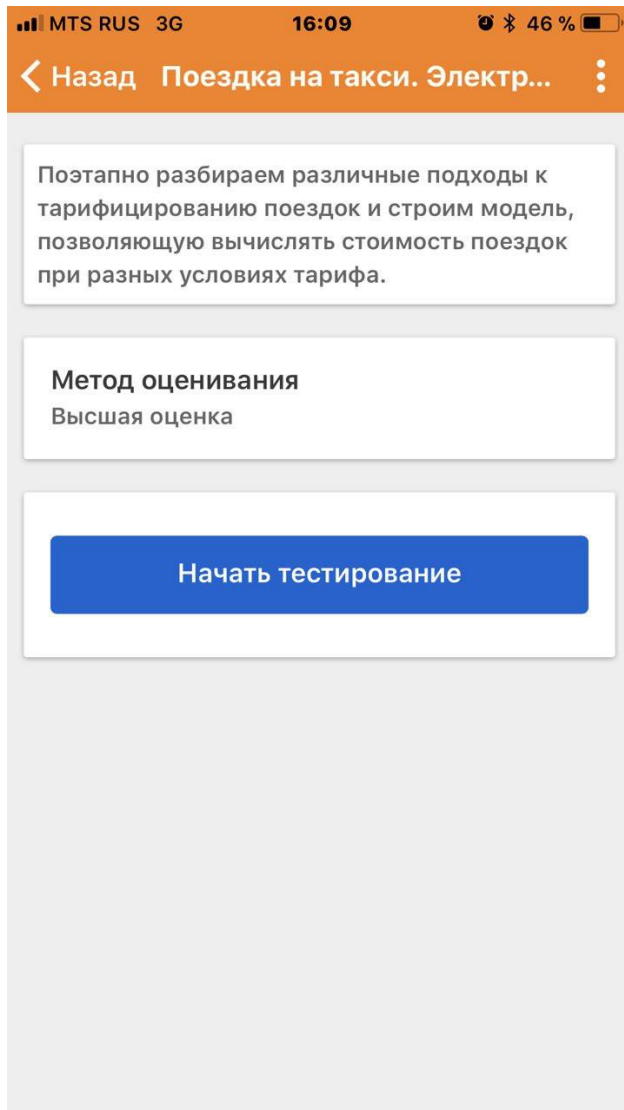 MTS RUS 3G 16:09 46 %
Назад Поездка на такси. Электр...
Поэтапно разбираем различные подходы к
тарифицированию поездок и строим модель,
позволяющую вычислять стоимость поездок
при разных условиях тарифа.
Метод оценивания
Высшая оценка
Начать тестирование